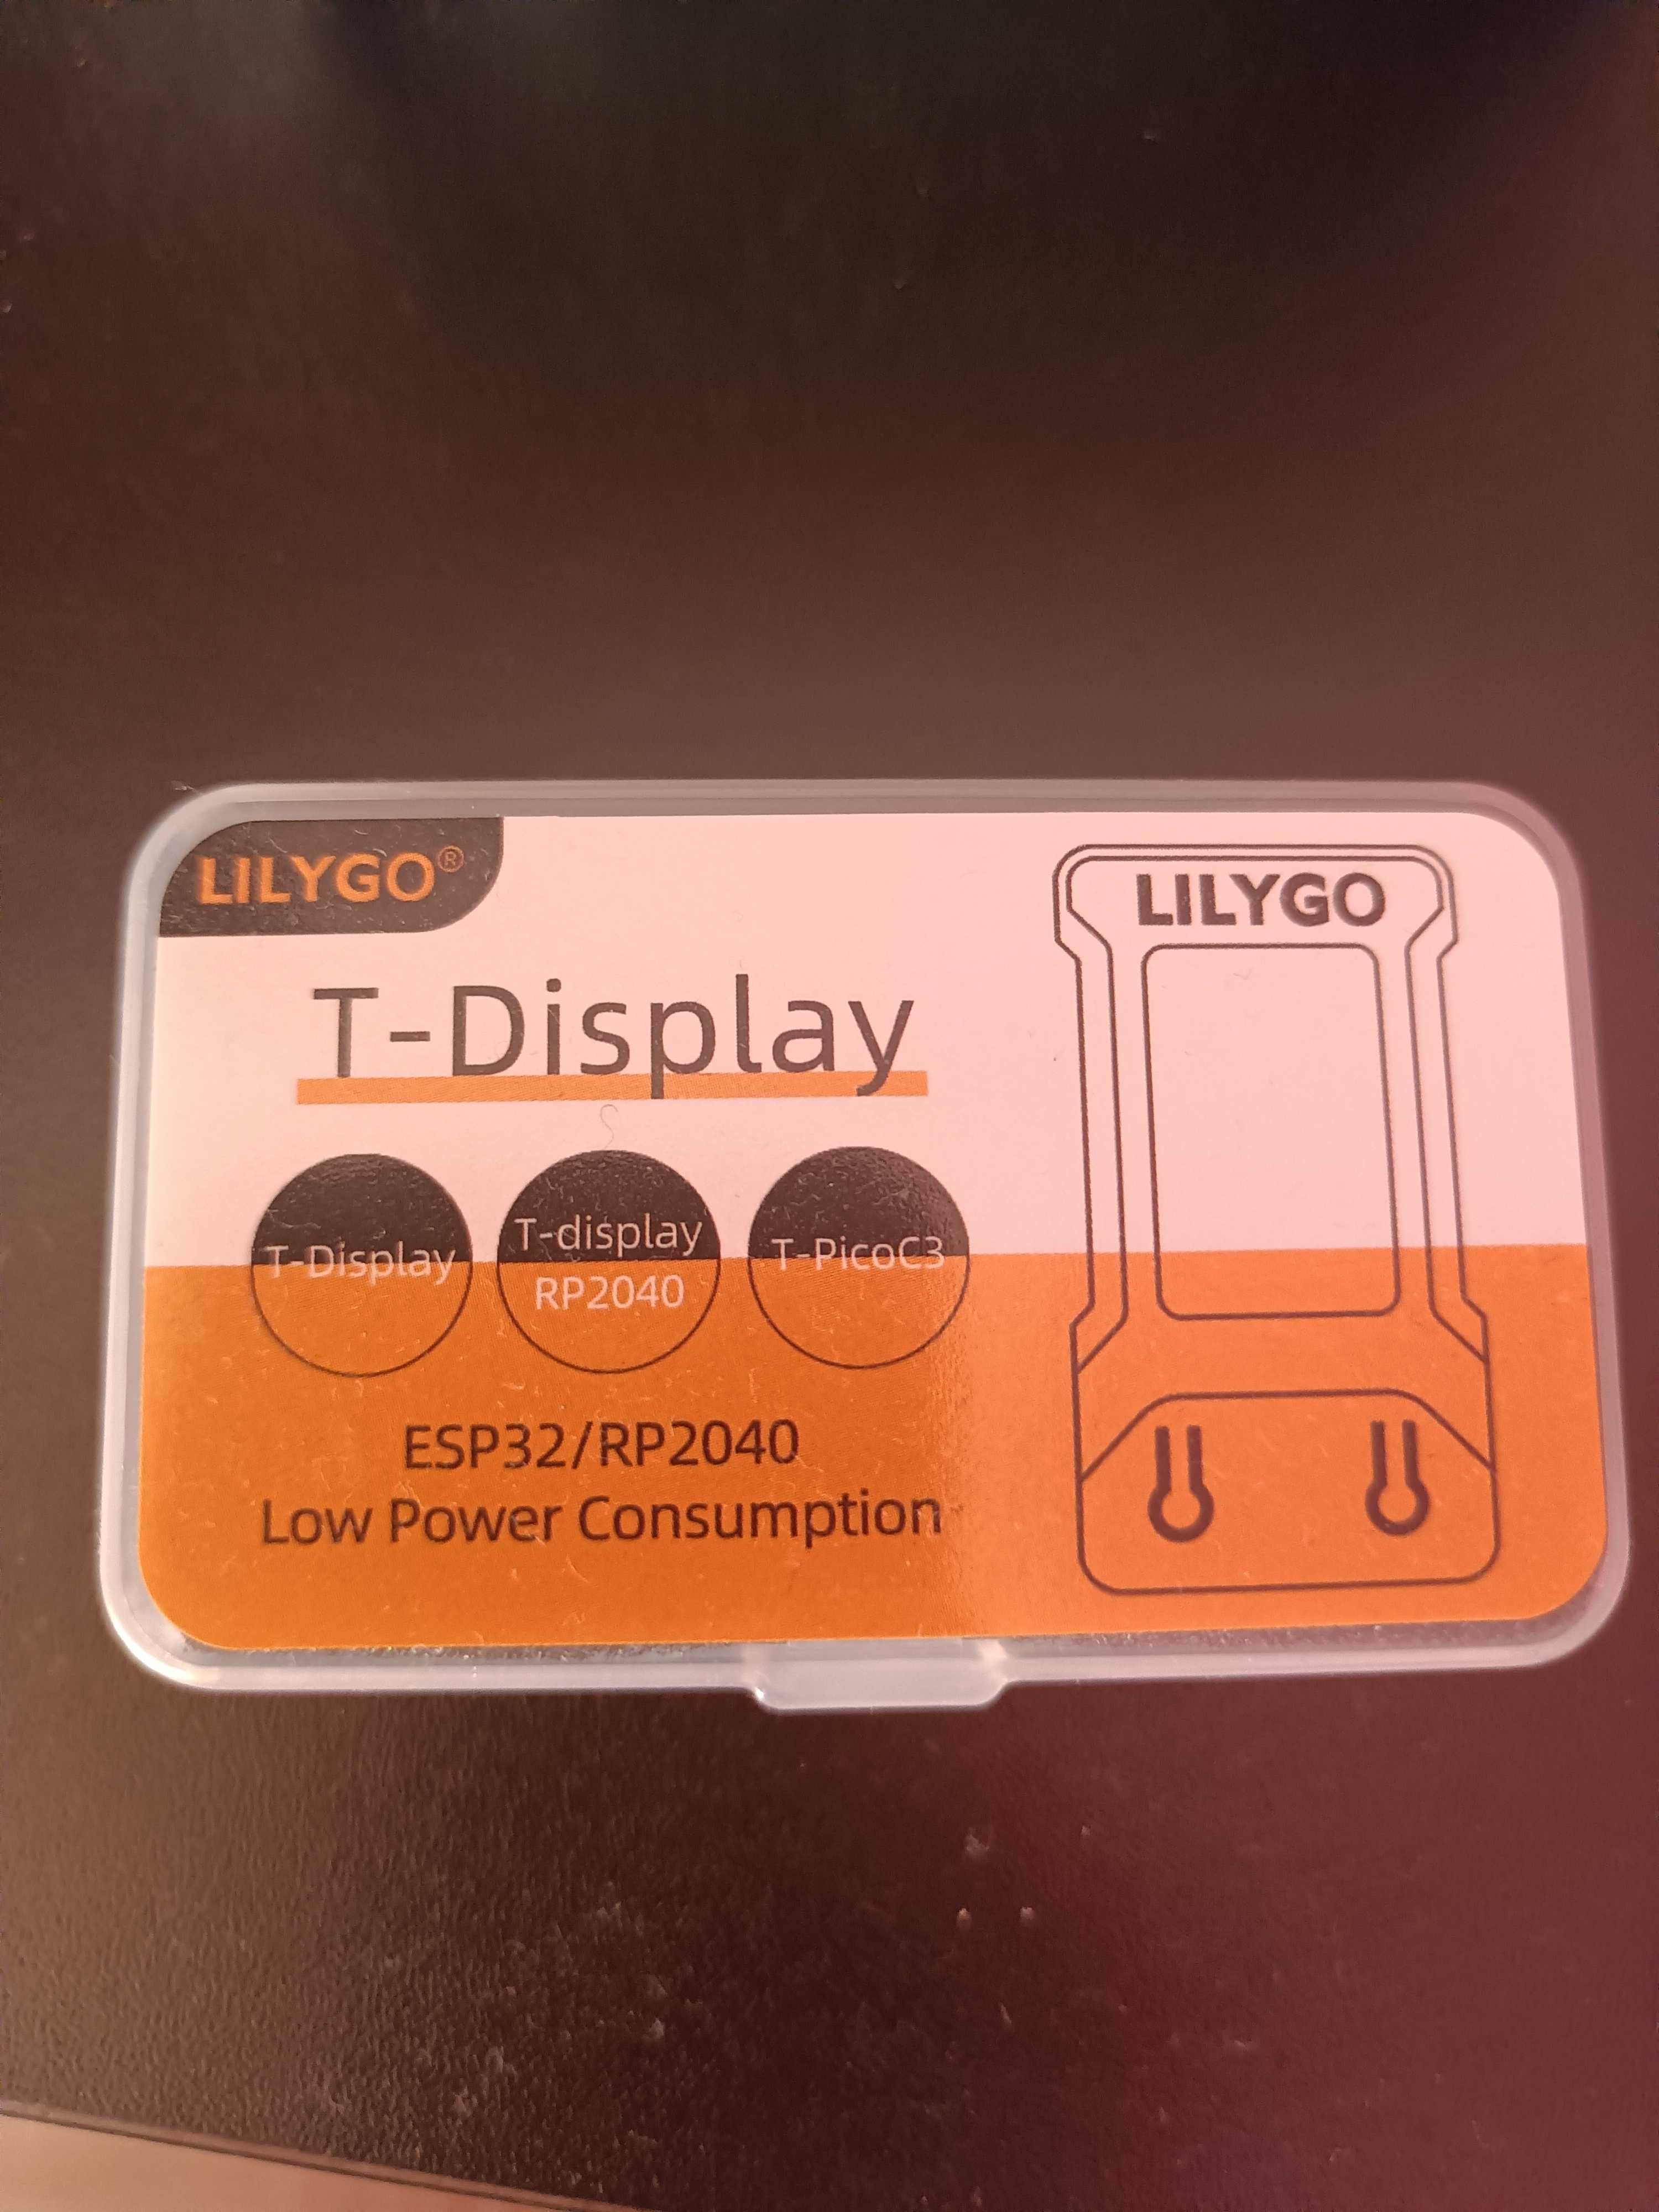 LILYGO®
LILYGO
T-Display
T-Display
T-display
RP2040
T-PicoC3
ESP32/RP2040
Low Power Consumption